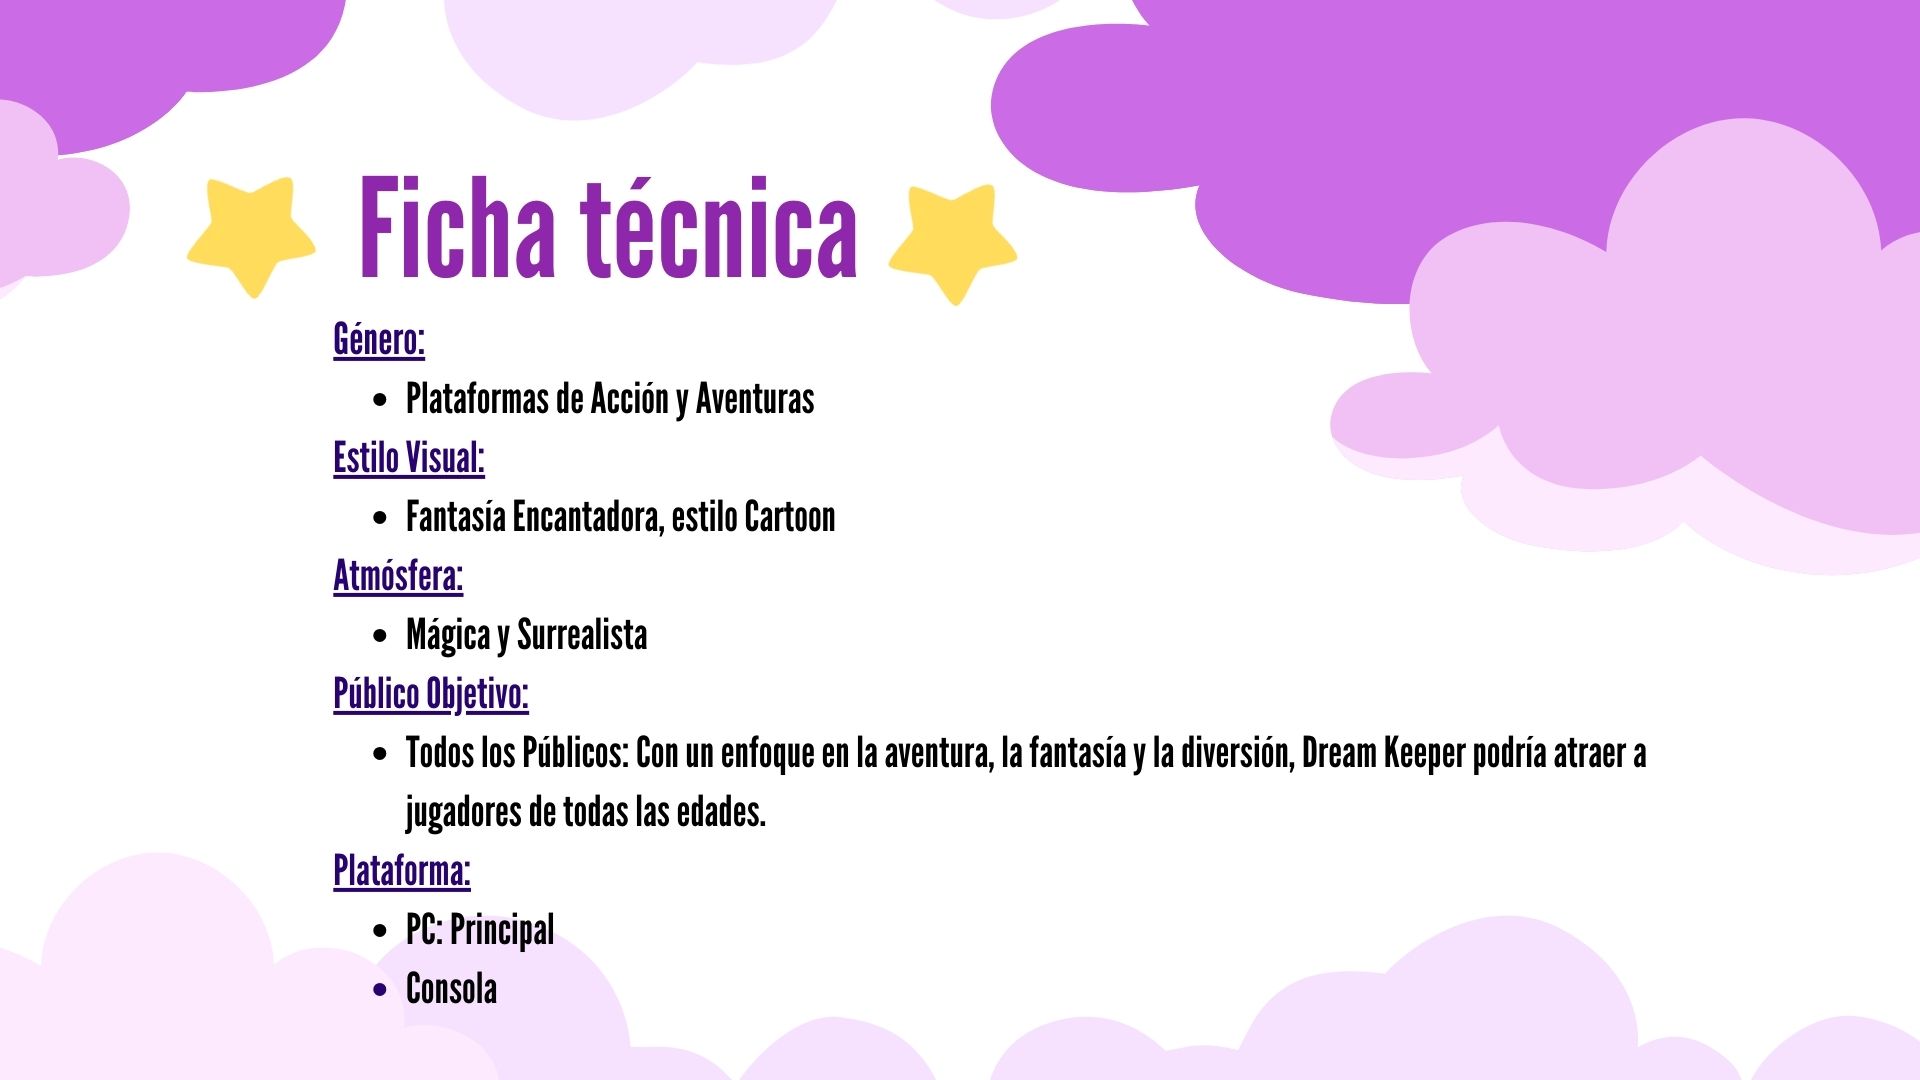 Ficha técnica
Género:
• Plataformas de Acción y Aventuras
Estilo Visual:
• Fantasía Encantadora, estilo Cartoon
Atmósfera:
• Mágica y Surrealista
Público Objetivo:
• Todos los Públicos: Con un enfoque en la aventura, la fantasía y la diversión, Dream Keeper podría atraer a
jugadores de todas las edades.
Plataforma:
• PC: Principal
• Consola